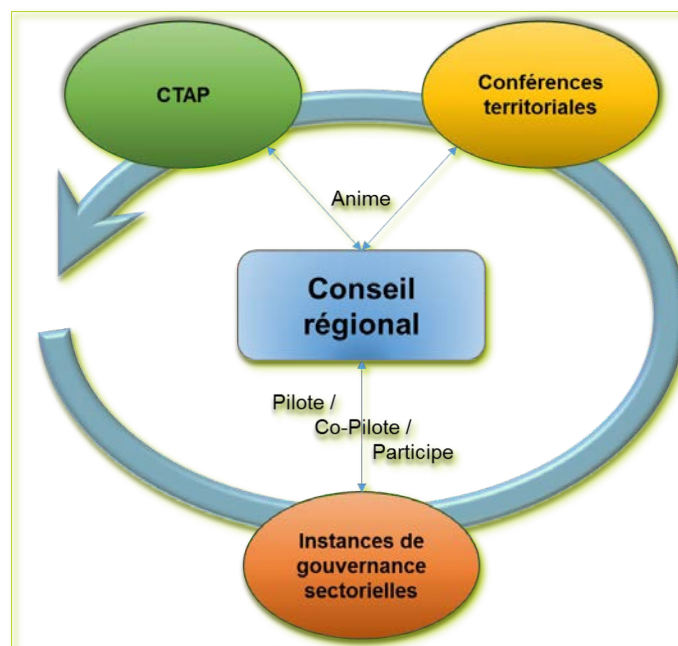 CTAP
Conférences
territoriales
Anime
Conseil
régional
Pilote /
Co-Pilote /
Participe
Instances de
gouvernance
sectorielles